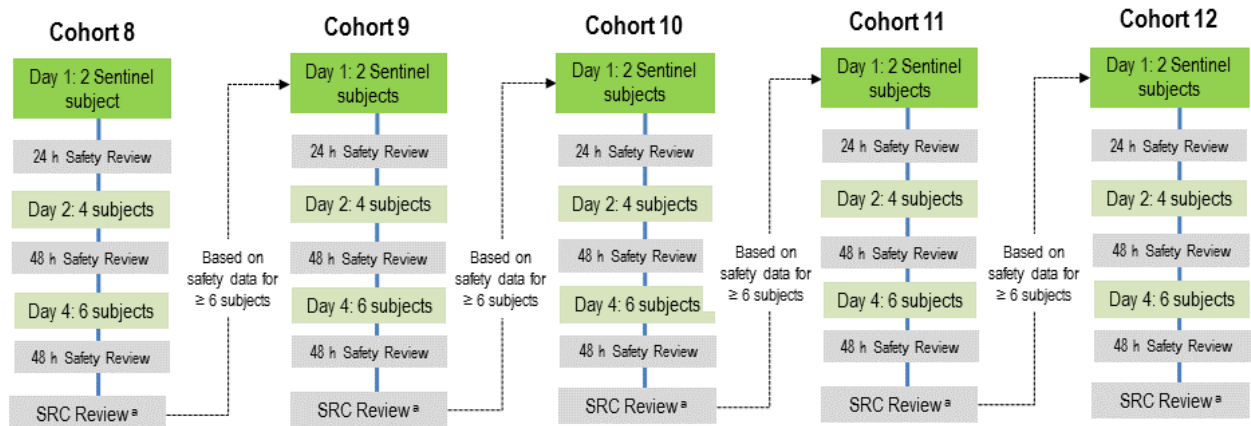 Cohort 8
Day 1: 2 Sentinel
subject
24 h Safety Review
Day 2: 4 subjects
48 h Safety Review
Day 4: 6 subjects
48 h Safety Review
SRC Review a
Based on
safety data for
≥ 6 subjects
Cohort 9
Day 1: 2 Sentinel
subjects
24 h Safety Review
Day 2: 4 subjects
48 h Safety Review
Day 4: 6 subjects
48 h Safety Review
SRC Review a
Based on
safety data for
≥ 6 subjects
Cohort 10
Day 1: 2 Sentinel
subjects
24 h Safety Review
Day 2: 4 subjects
48 h Safety Review
Day 4: 6 subjects
48 h Safety Review
SRC Review a
Based on
safety data for
≥ 6 subjects
Cohort 11
Day 1: 2 Sentinel
subjects
24 h Safety Review
Day 2: 4 subjects
48 h Safety Review
Day 4: 6 subjects
48 h Safety Review
SRC Review a
Based on
safety data for
≥ 6 subjects
Cohort 12
Day 1: 2 Sentinel
subjects
24 h Safety Review
Day 2: 4 subjects
48 h Safety Review
Day 4: 6 subjects
48 h Safety Review
SRC Review a